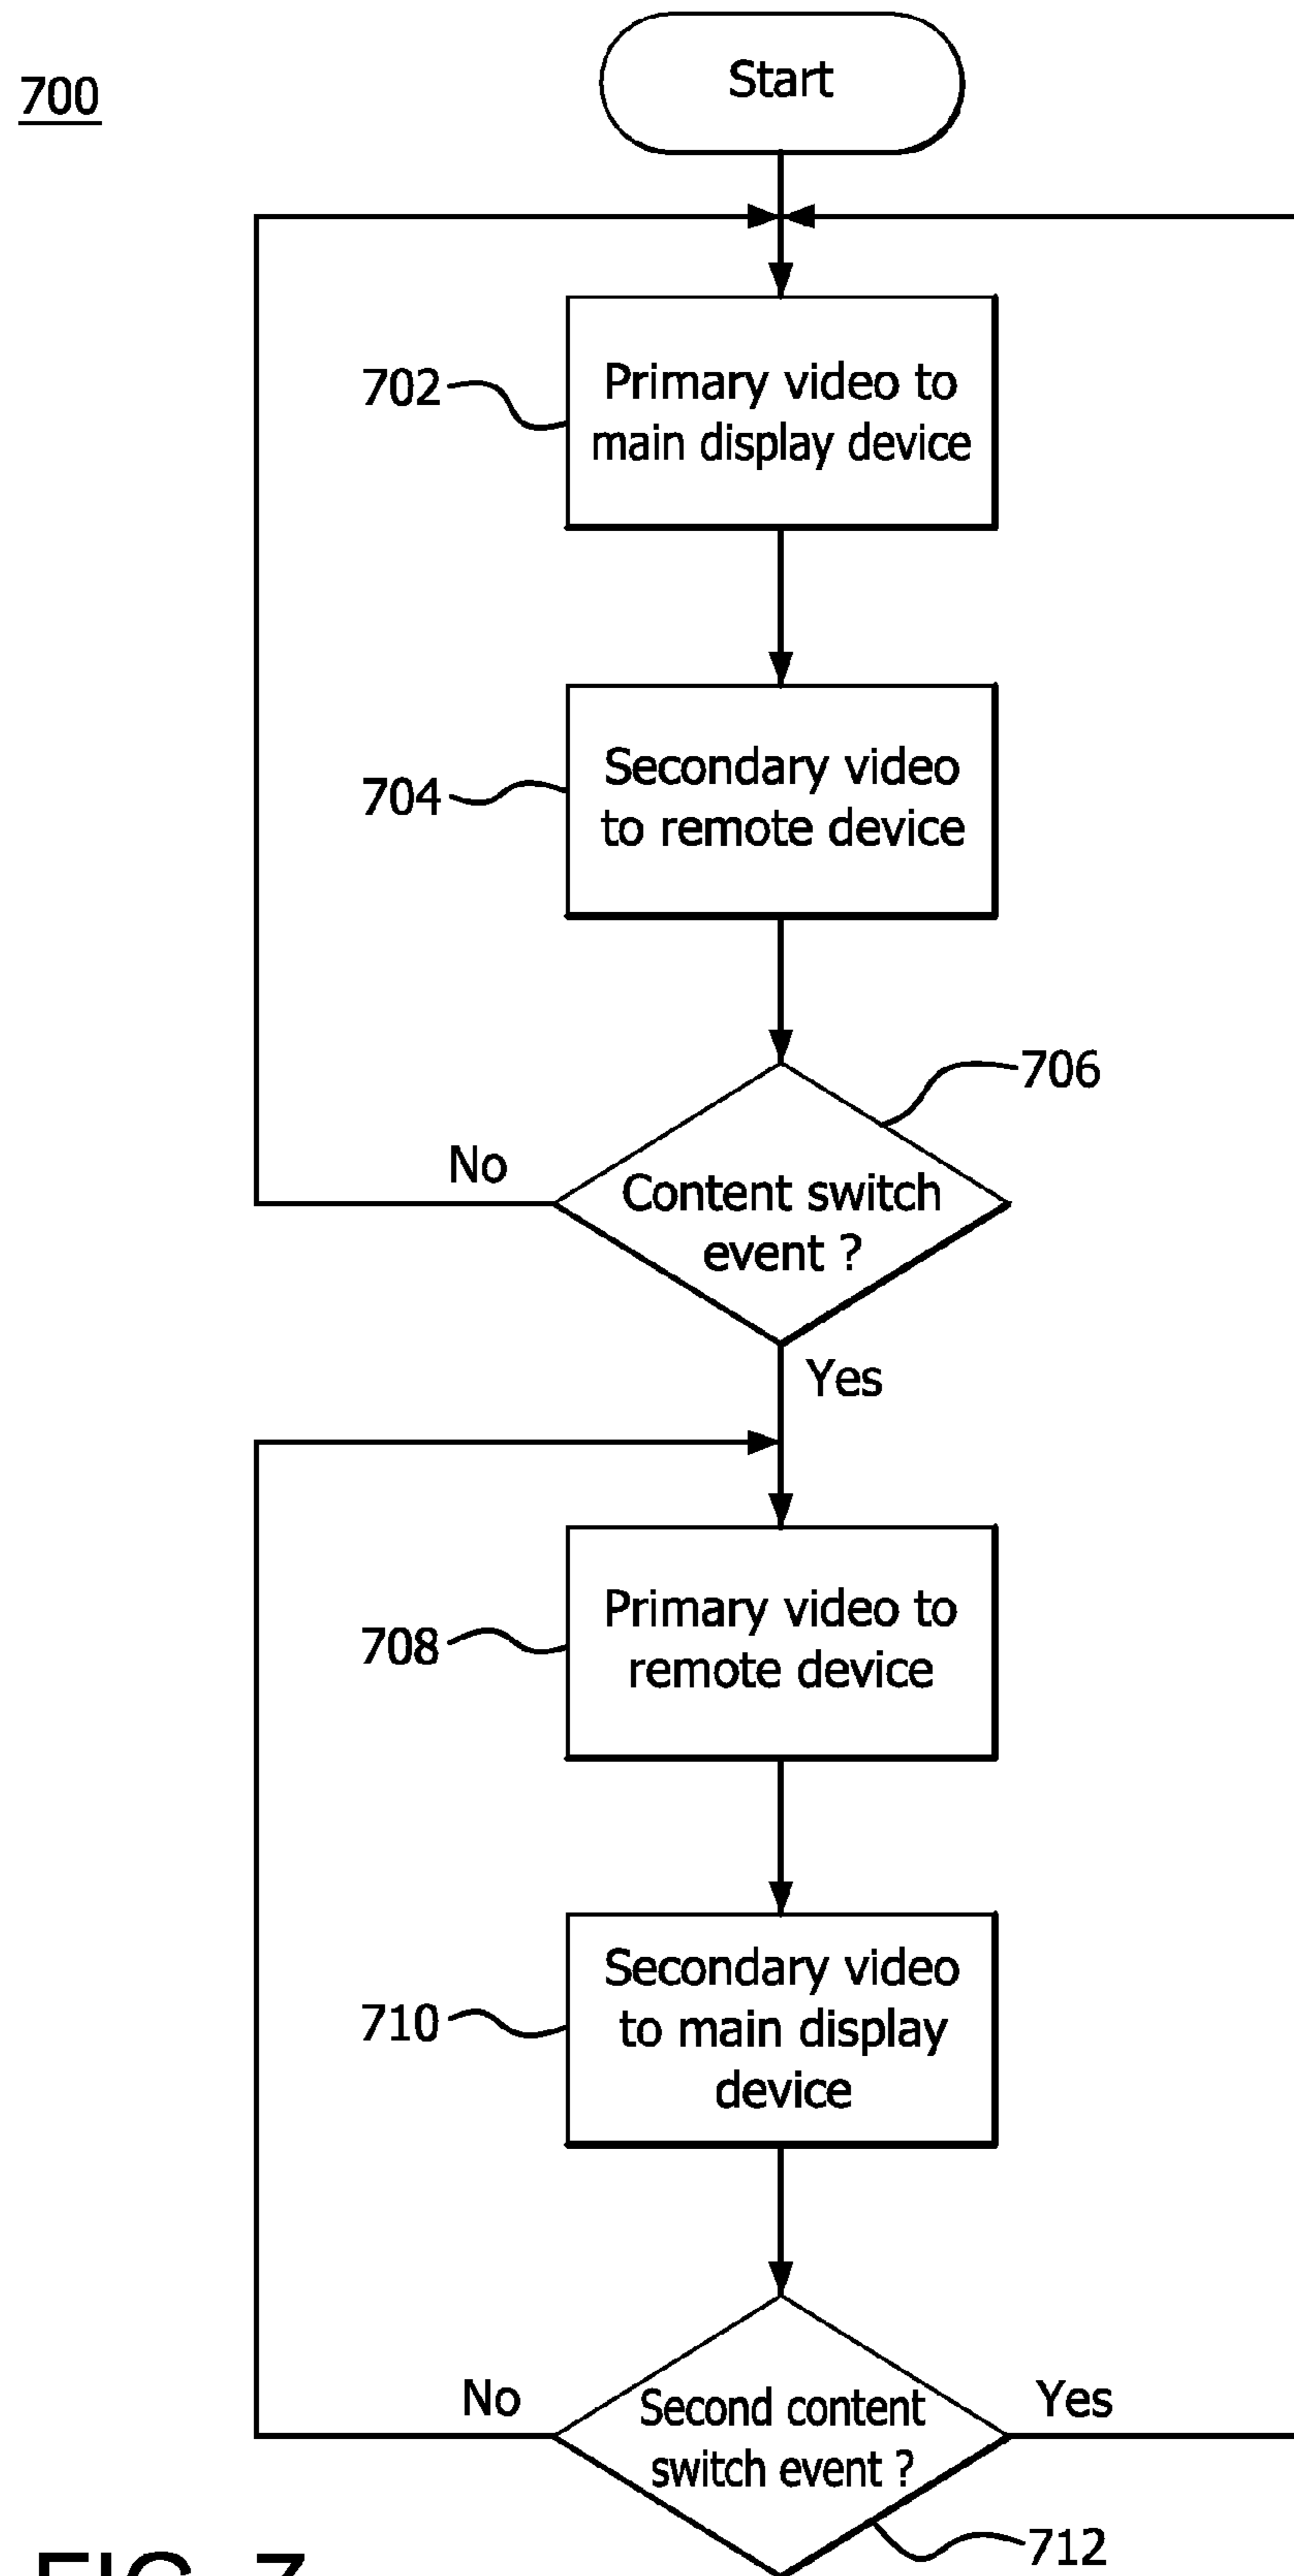 700
Start
702
Primary video to
main display device
704
Secondary video
to remote device
706
No
Content switch
event ?
Yes
708
Primary video to
remote device
710
Secondary video
to main display
device
No
Second content
switch event ?
Yes
712
FIG. 7